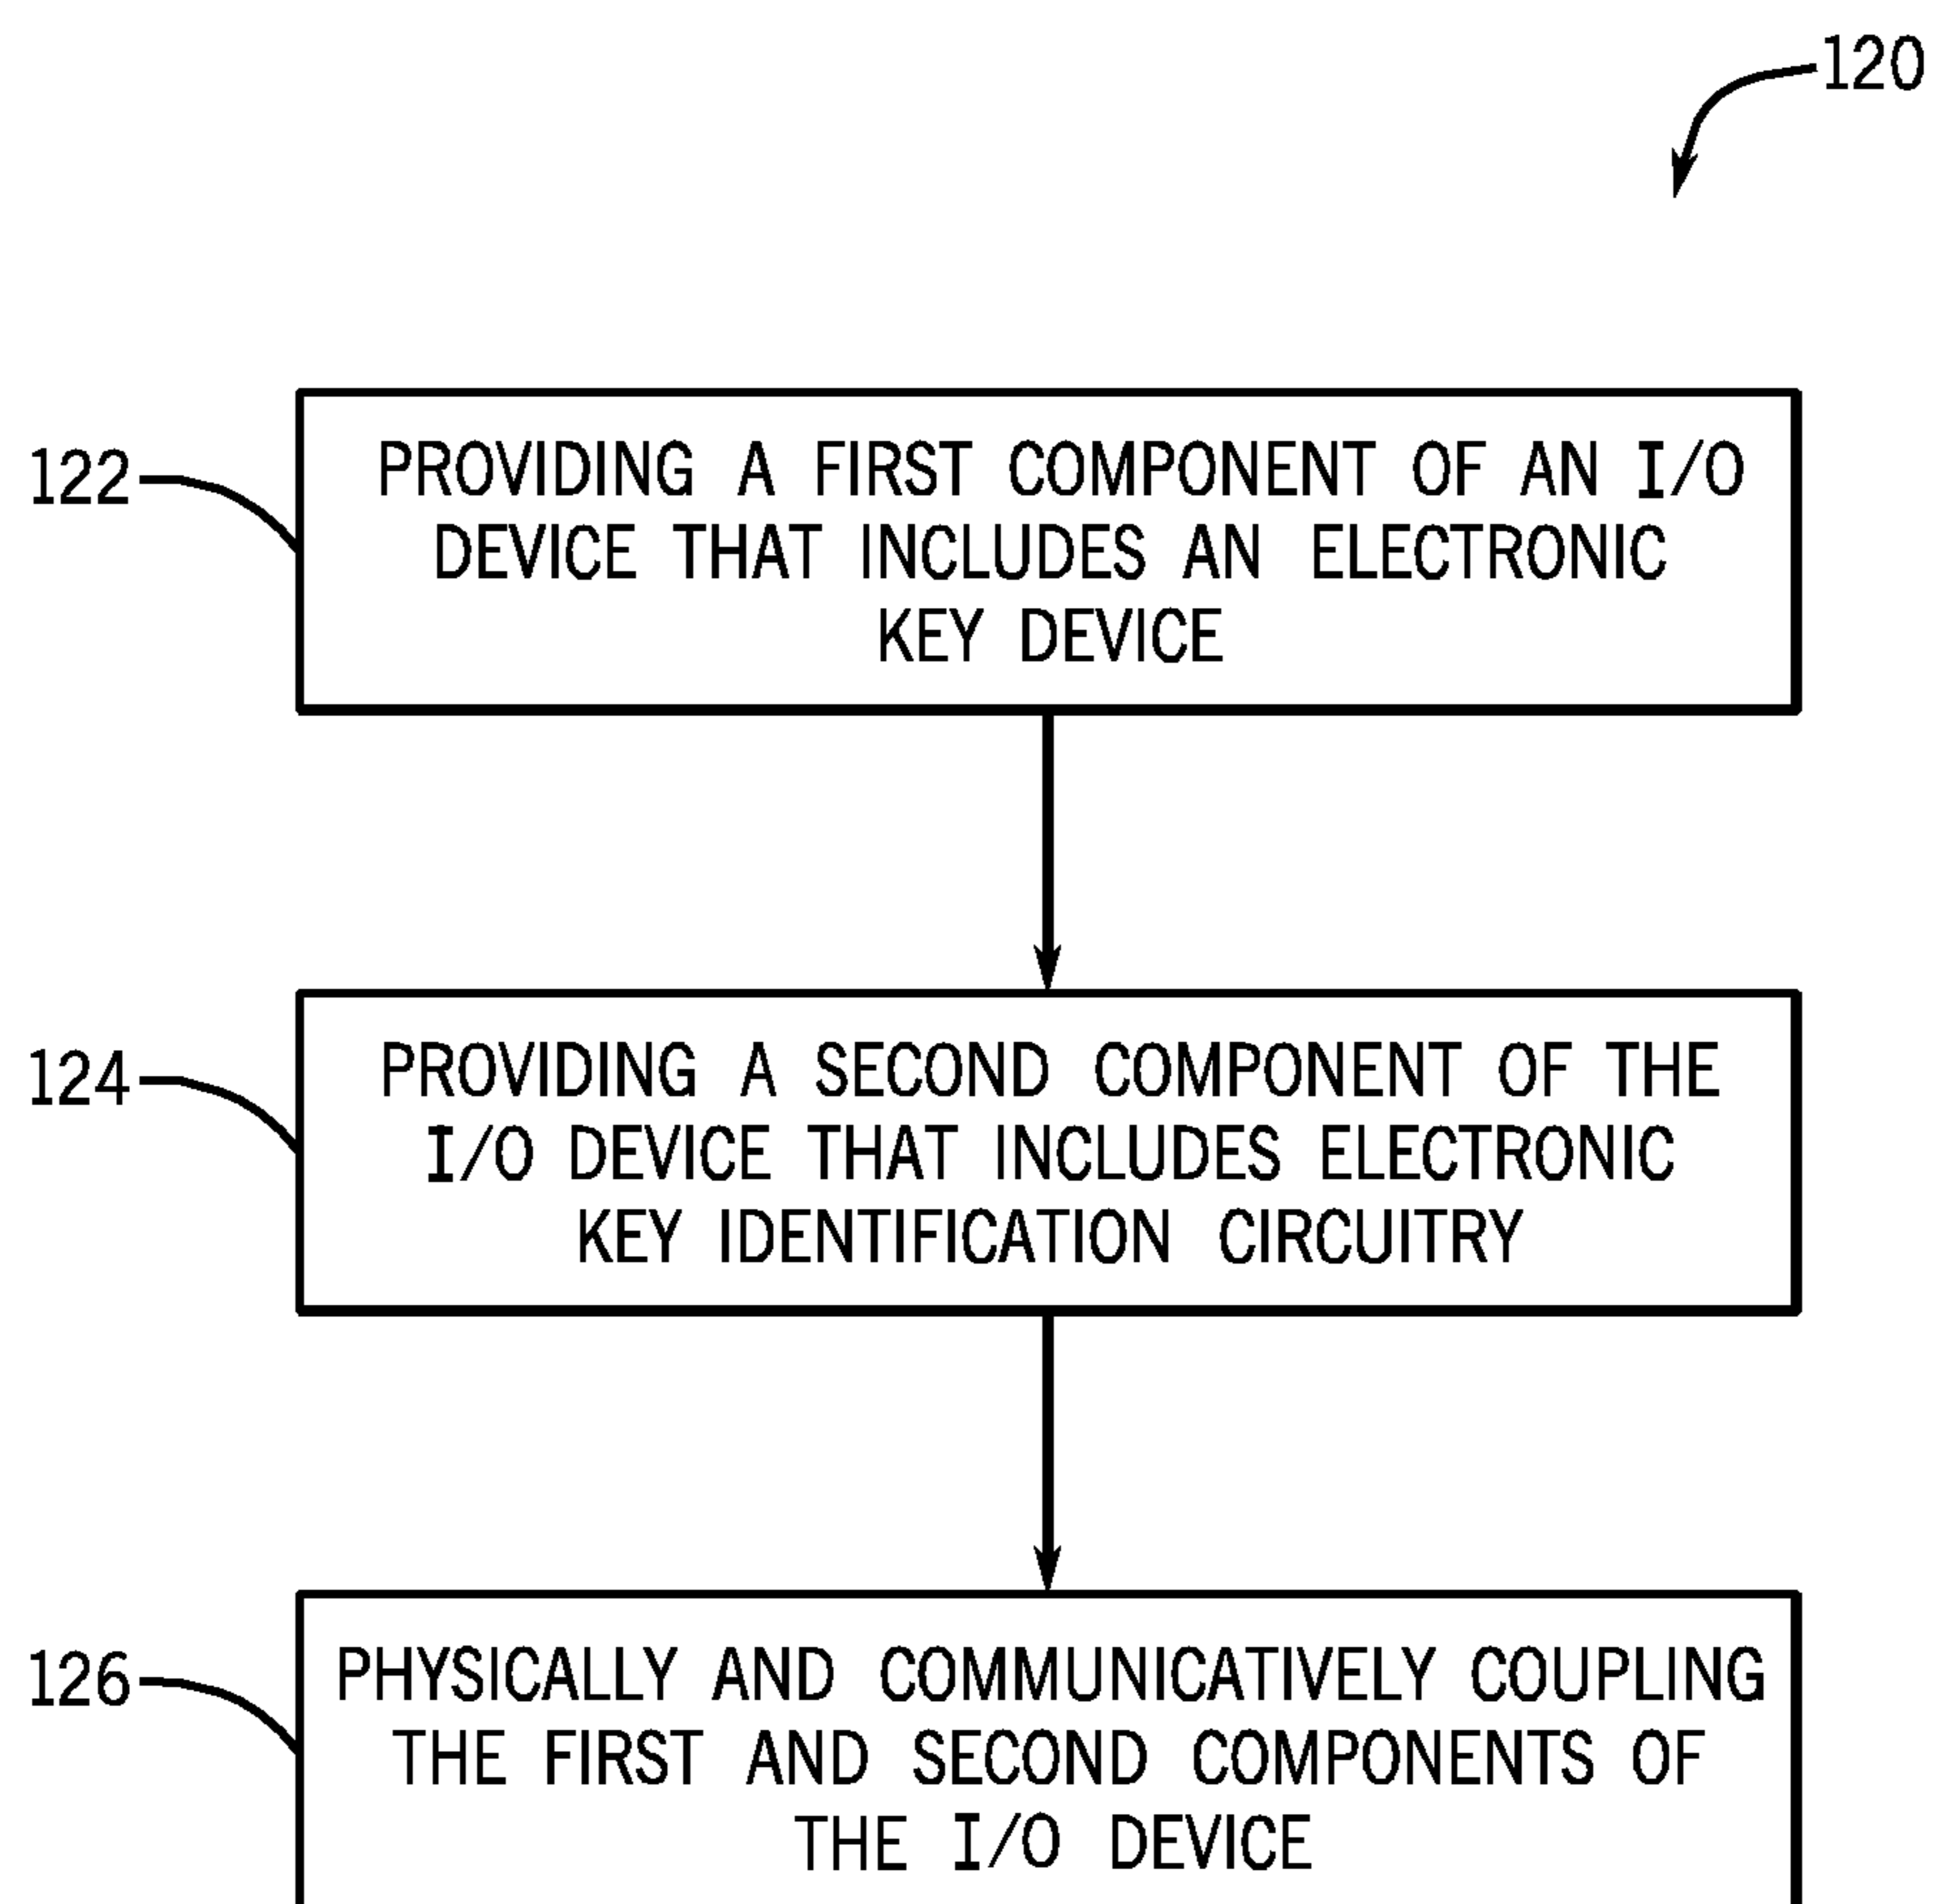 120
122
PROVIDING A FIRST COMPONENT OF AN I/O
DEVICE THAT INCLUDES AN ELECTRONIC
KEY DEVICE
124
PROVIDING A SECOND COMPONENT OF THE
I/O DEVICE THAT INCLUDES ELECTRONIC
KEY IDENTIFICATION CIRCUITRY
126
PHYSICALLY AND COMMUNICATIVELY COUPLING
THE FIRST AND SECOND COMPONENTS OF
THE I/O DEVICE